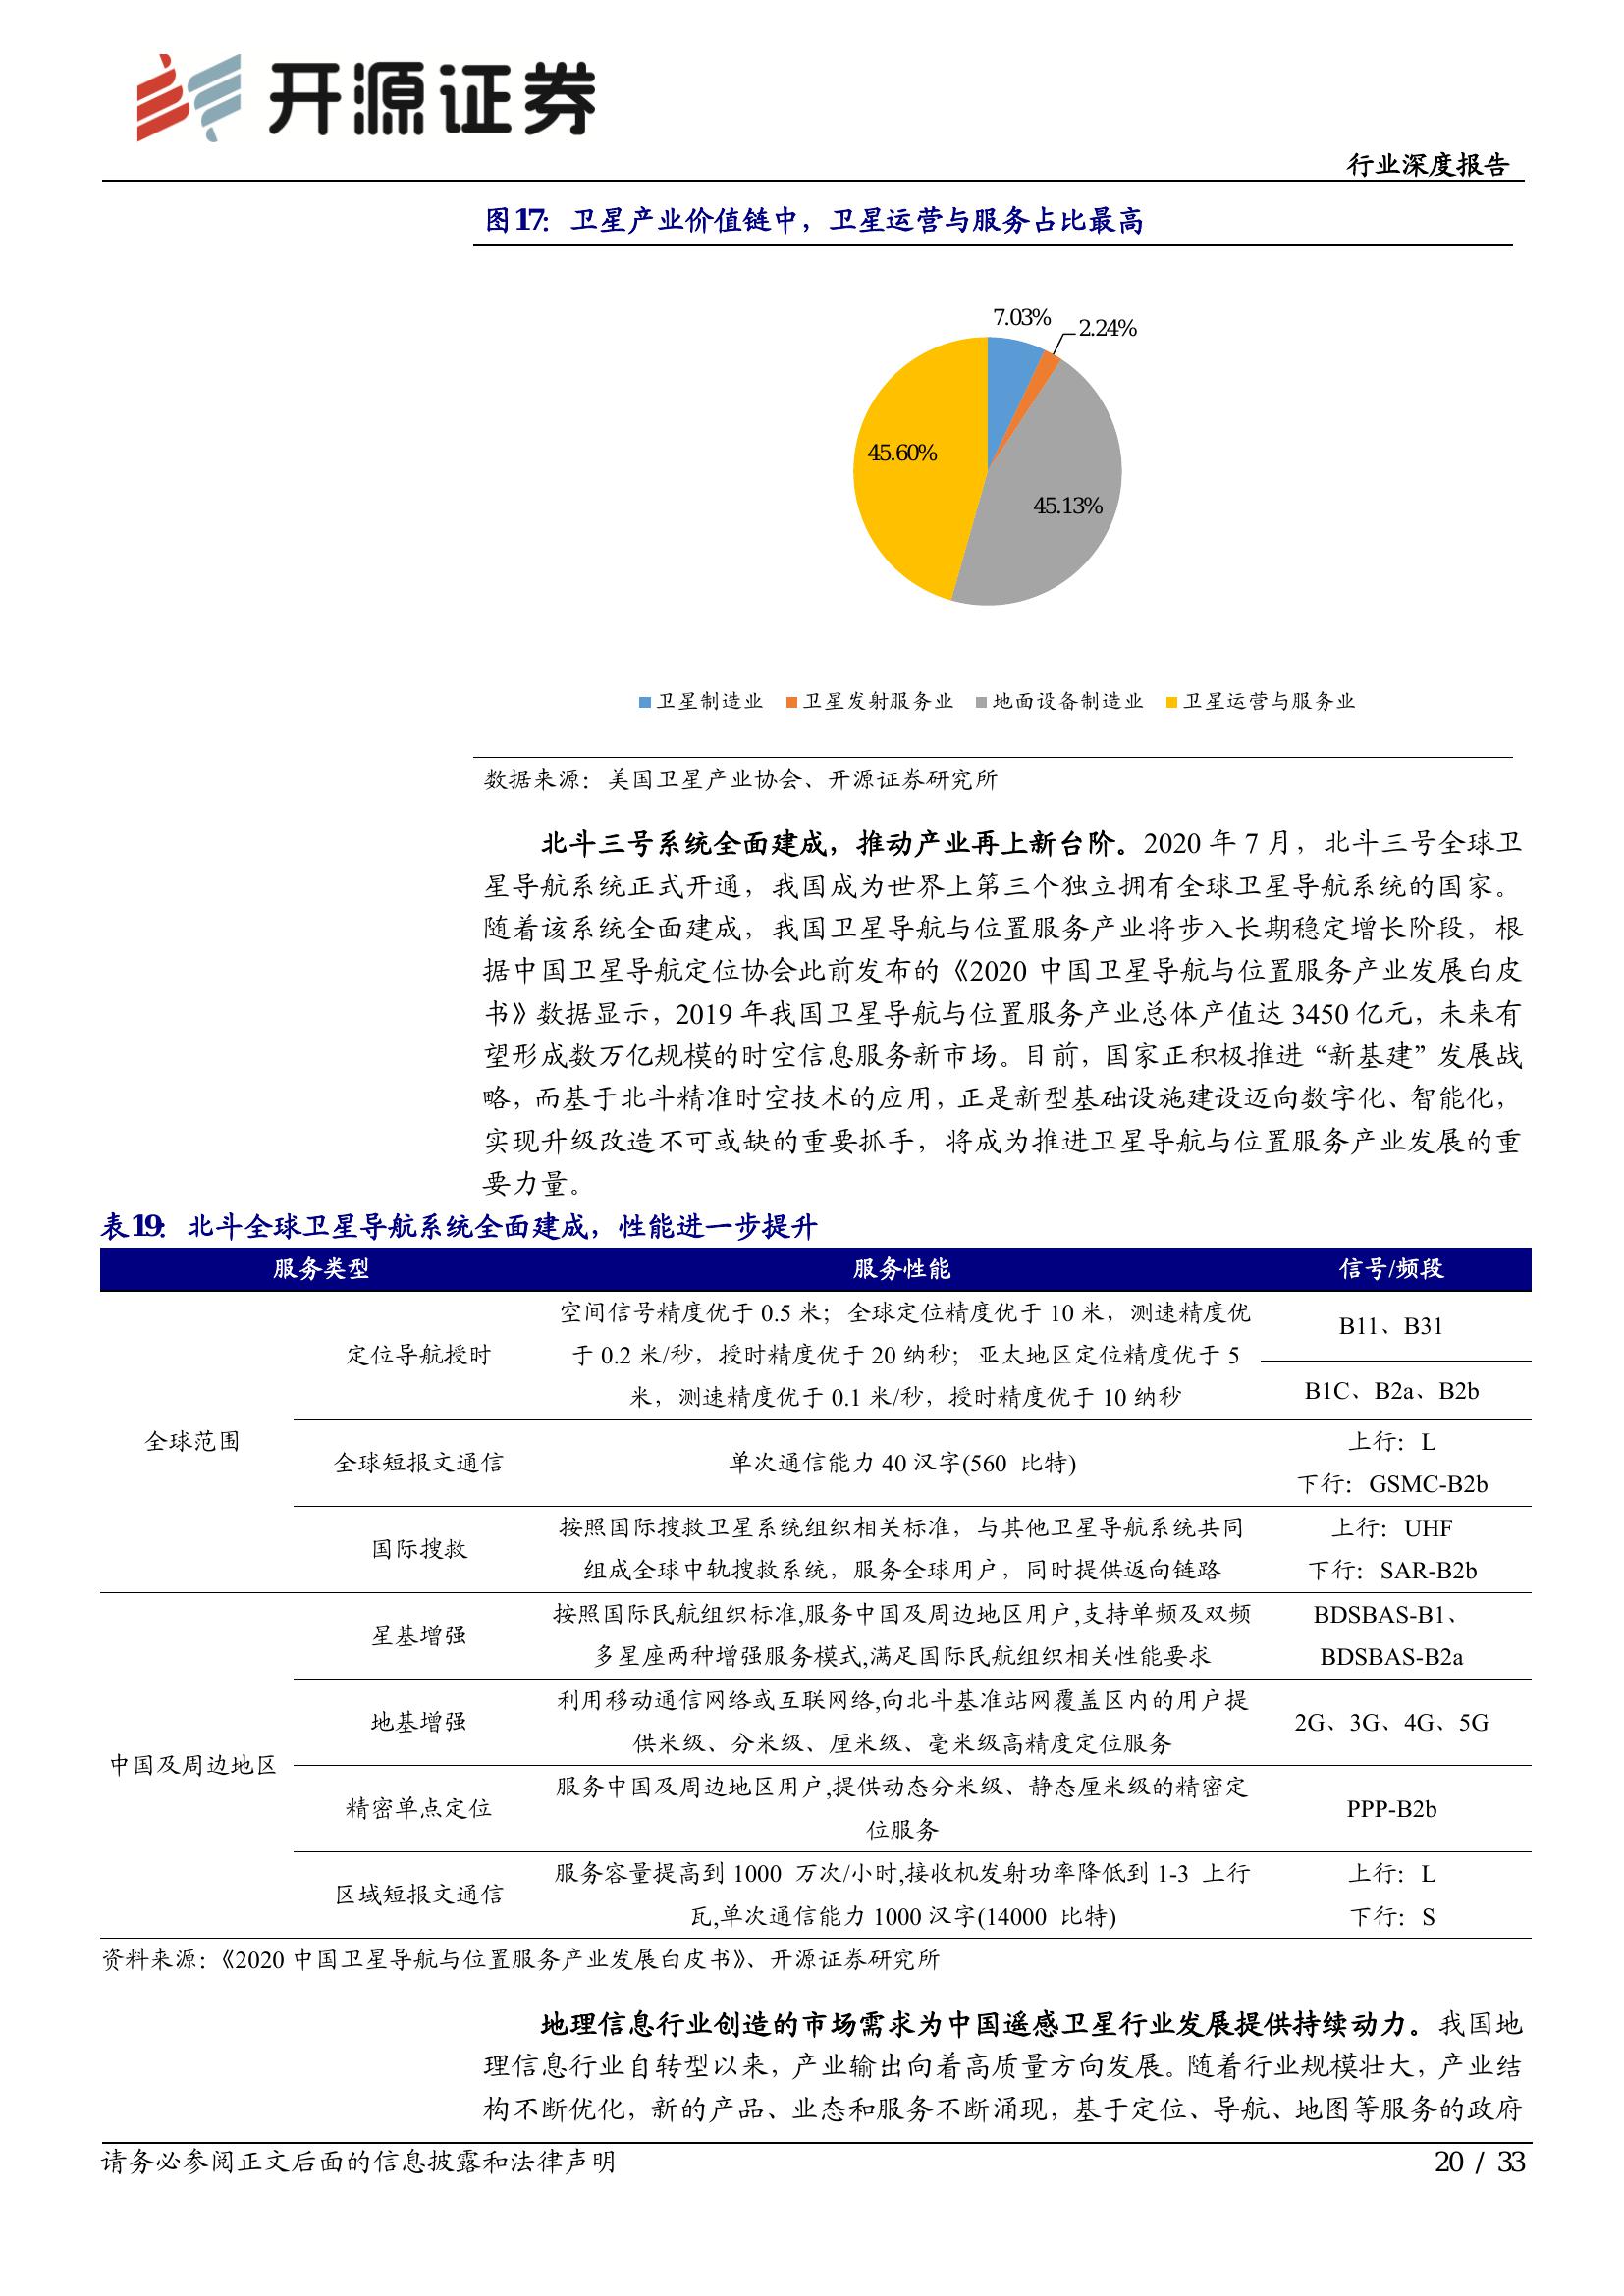 开源证券
行业深度报告
图17：卫星产业价值链中，卫星运营与服务占比最高
7.03%
2.24%
45.60%
45.13%
卫星制造业 卫星发射服务业 地面设备制造业 卫星运营与服务业
数据来源：美国卫星产业协会、开源证券研究所
北斗三号系统全面建成，推动产业再上新台阶。2020 年 7 月，北斗三号全球卫
星导航系统正式开通，我国成为世界上第三个独立拥有全球卫星导航系统的国家。
随着该系统全面建成，我国卫星导航与位置服务产业将步入长期稳定增长阶段，根
据中国卫星导航定位协会此前发布的《2020 中国卫星导航与位置服务产业发展白皮
书》数据显示，2019 年我国卫星导航与位置服务产业总体产值达 3450 亿元，未来有
望形成数万亿规模的时空信息服务新市场。目前，国家正积极推进“新基建”发展战
略，而基于北斗精准时空技术的应用，正是新型基础设施建设迈向数字化、智能化，
实现升级改造不可或缺的重要抓手，将成为推进卫星导航与位置服务产业发展的重
要力量。
表19：北斗全球卫星导航系统全面建成，性能进一步提升
服务类型 服务性能 信号/频段
全球范围
定位导航授时
空间信号精度优于 0.5 米；全球定位精度优于 10 米，测速精度优
于 0.2 米/秒，授时精度优于 20 纳秒；亚太地区定位精度优于 5
米，测速精度优于 0.1 米/秒，授时精度优于 10 纳秒
B11、B31
B1C、B2a、B2b
全球短报文通信
单次通信能力 40 汉字(560 比特)
上行：L
下行：GSMC-B2b
国际搜救
按照国际搜救卫星系统组织相关标准，与其他卫星导航系统共同
组成全球中轨搜救系统，服务全球用户，同时提供返向链路
上行：UHF
下行：SAR-B2b
中国及周边地区
星基增强
按照国际民航组织标准,服务中国及周边地区用户,支持单频及双频
多星座两种增强服务模式,满足国际民航组织相关性能要求
BDSBAS-B1、
BDSBAS-B2a
地基增强
利用移动通信网络或互联网络,向北斗基准站网覆盖区内的用户提
供米级、分米级、厘米级、毫米级高精度定位服务
2G、3G、4G、5G
精密单点定位
服务中国及周边地区用户,提供动态分米级、静态厘米级的精密定
位服务
PPP-B2b
区域短报文通信
服务容量提高到 1000 万次/小时,接收机发射功率降低到 1-3 上行
瓦,单次通信能力 1000 汉字(14000 比特)
上行：L
下行：S
资料来源：《2020 中国卫星导航与位置服务产业发展白皮书》、开源证券研究所
地理信息行业创造的市场需求为中国遥感卫星行业发展提供持续动力。我国地
理信息行业自转型以来，产业输出向着高质量方向发展。随着行业规模壮大，产业结
构不断优化，新的产品、业态和服务不断涌现，基于定位、导航、地图等服务的政府
请务必参阅正文后面的信息披露和法律声明
20 / 33